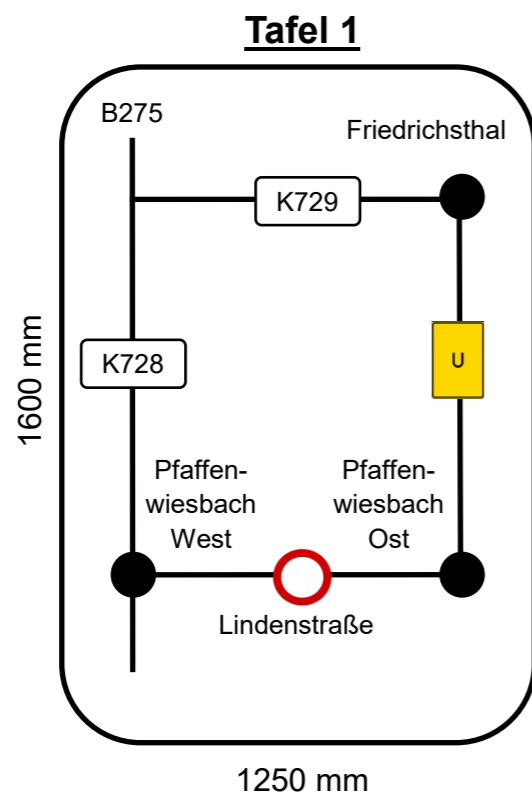 Tafel 1
B275
Friedrichsthal
K729
K728
U
1600 mm
Pfaffen-
wiesbach
West
Pfaffen-
wiesbach
Ost
Lindenstraße
1250 mm